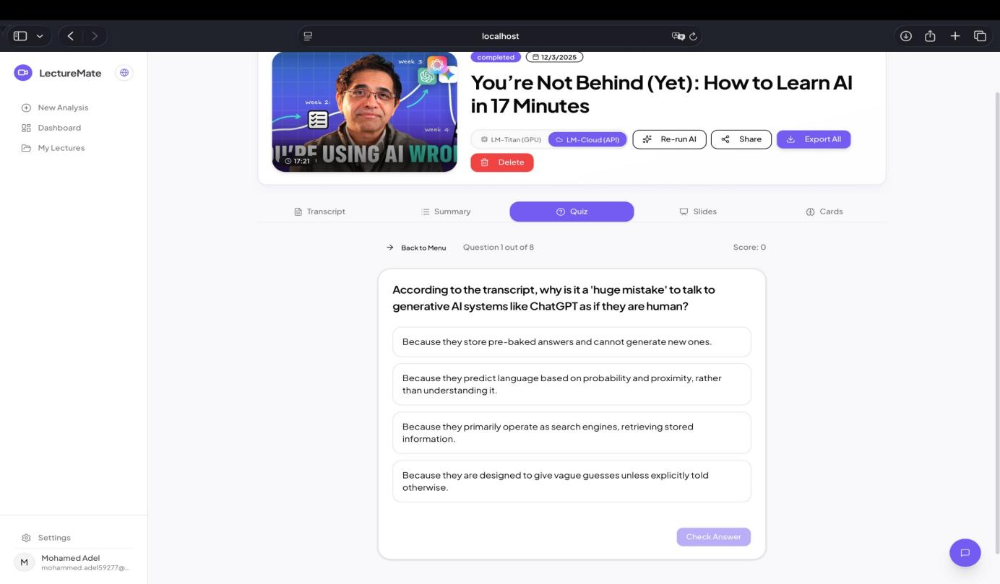 localhost
LectureMate
New Analysis
Dashboard
My Lectures
Settings
M
Mohamed Adel
mohammed.adel59277@...
Week 3:
Week 2:
Week 4:
U'RE USING AI WRO
17:21
completed
12/3/2025
You're Not Behind (Yet): How to Learn AI
in 17 Minutes
LM-Titan (GPU)
LM-Cloud (API)
Re-run AI
Share
Export All
Delete
Transcript
Summary
Quiz
Slides
Cards
Back to Menu
Question 1 out of 8
Score: 0
According to the transcript, why is it a 'huge mistake' to talk to
generative AI systems like ChatGPT as if they are human?
Because they store pre-baked answers and cannot generate new ones.
Because they predict language based on probability and proximity, rather
than understanding it.
Because they primarily operate as search engines, retrieving stored
information.
Because they are designed to give vague guesses unless explicitly told
otherwise.
Check Answer